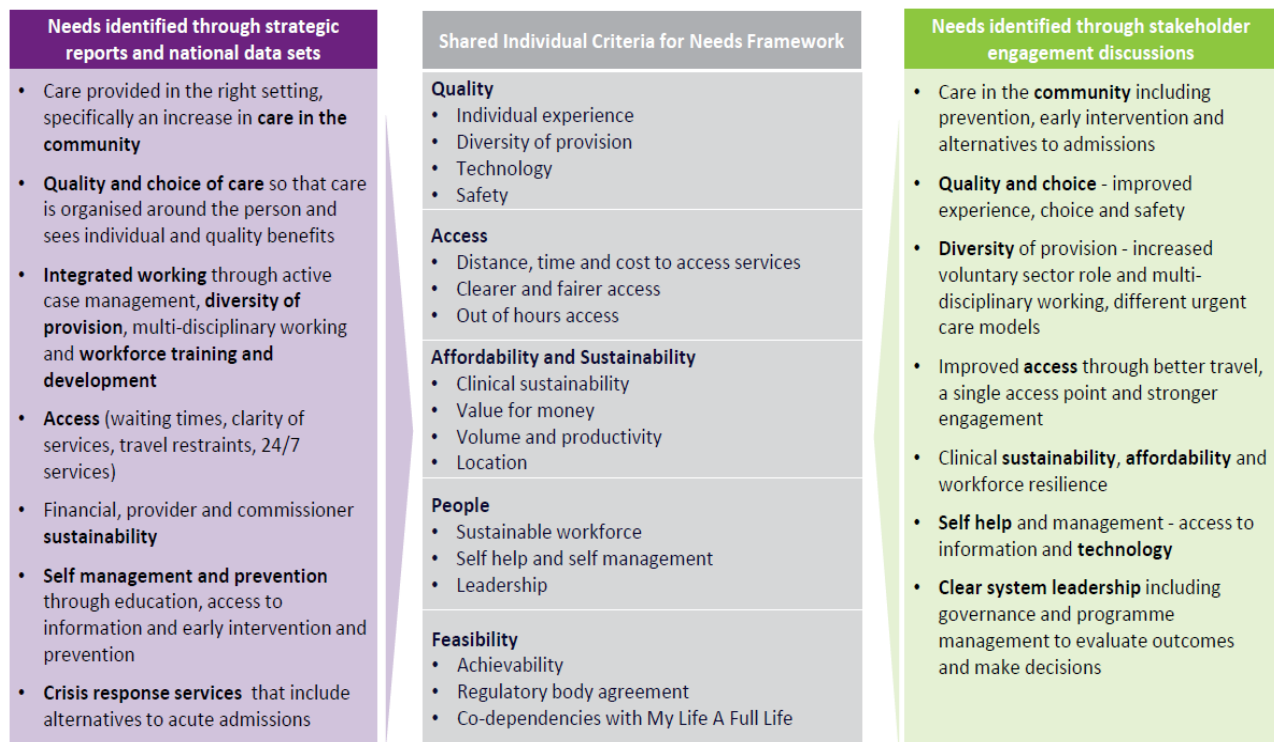 Needs identified through strategic
reports and national data sets
• Care provided in the right setting,
specifically an increase in care in the
community
• Quality and choice of care so that care
is organised around the person and
sees individual and quality benefits
• Integrated working through active
case management, diversity of
provision, multi-disciplinary working
and workforce training and
development
• Access (waiting times, clarity of
services, travel restraints, 24/7
services)
• Financial, provider and commissioner
sustainability
• Self management and prevention
through education, access to
information and early intervention and
prevention
• Crisis response services that include
alternatives to acute admissions
Shared Individual Criteria for Needs Framework
Quality
• Individual experience
• Diversity of provision
• Technology
• Safety
Access
• Distance, time and cost to access services
• Clearer and fairer access
• Out of hours access
Affordability and Sustainability
• Clinical sustainability
• Value for money
• Volume and productivity
• Location
People
• Sustainable workforce
• Self help and self management
• Leadership
Feasibility
• Achievability
• Regulatory body agreement
• Co-dependencies with My Life A Full Life
Needs identified through stakeholder
engagement discussions
• Care in the community including
prevention, early intervention and
alternatives to admissions
• Quality and choice - improved
experience, choice and safety
• Diversity of provision - increased
voluntary sector role and multi-
disciplinary working, different urgent
care models
• Improved access through better travel,
a single access point and stronger
engagement
• Clinical sustainability, affordability and
workforce resilience
• Self help and management - access to
information and technology
• Clear system leadership including
governance and programme
management to evaluate outcomes
and make decisions